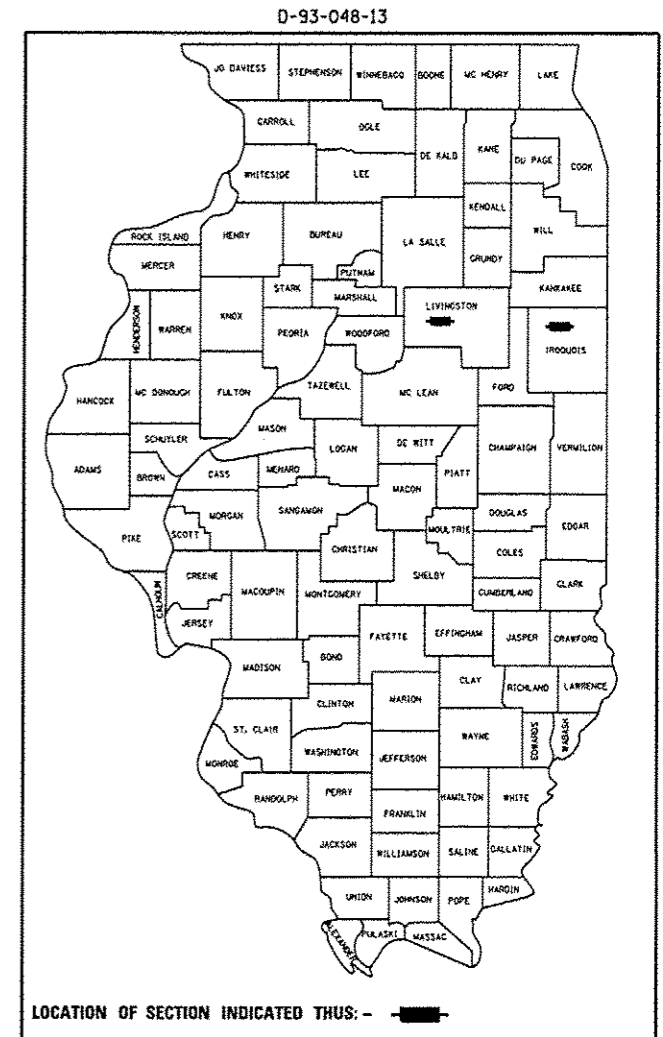 D-93-048-13
JO DAVIESS STEPHENSON WINNEBAGO BOONE MC HENRY LAKE
CARROLL OGLE DE KALB KANE DU PAGE COOK
WHITESIDE LEE KENDALL WILL
ROCK ISLAND HENRY BUREAU LA SALLE GRUNDY
MERCER PUTNAM KANKAKEE
STARK MARSHALL LIVINGSTON
HENDERSON WARREN KNOX PEORIA WOODFORD IROQUOIS
HANCOCK MC DONOUGH FULTON TAZEWELL MC LEAN FORD
SCHUYLER MASON LOGAN DE WITT CHAMPAIGN VERMILION
ADAMS BROWN CASS MENARD MACON PIATT
PIKE SCOTT MORGAN SANGAMON MOULTRIE DOUGLAS EDGAR
CHRISTIAN COLES
CALHOUN GREENE MACOUPIN MONTGOMERY SHELBY CUMBERLAND CLARK
JERSEY FAYETTE EFFINGHAM JASPER CRAWFORD
MADISON BOND CLAY RICHLAND LAWRENCE
CLINTON MARION
ST. CLAIR WASHINGTON JEFFERSON WAYNE EDWARDS WABASH
MONROE
RANDOLPH PERRY FRANKLIN HAMILTON WHITE
JACKSON WILLIAMSON SALINE GALLATIN
UNION JOHNSON POPE HARDIN
ALEXANDER PULASKI MASSAC
LOCATION OF SECTION INDICATED THUS: -